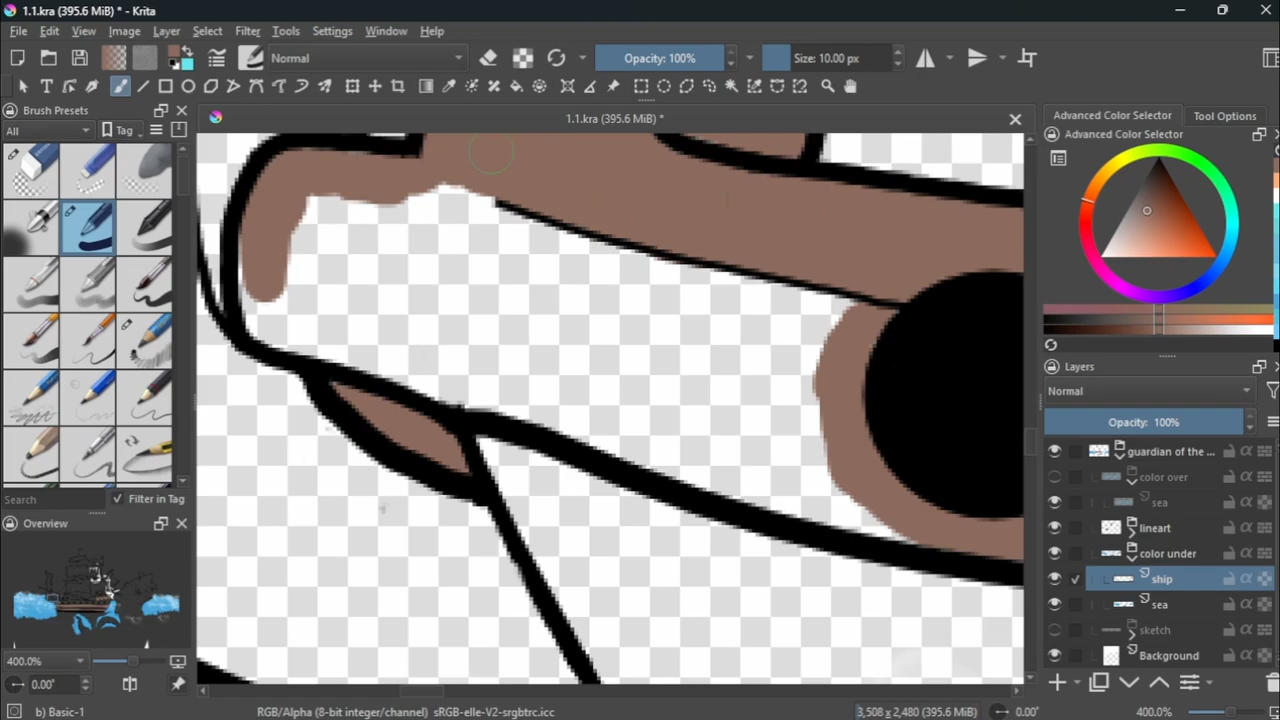 1.1.kra (395.6 MiB) * - Krita
File Edit View Image Layer Select Filter Tools Settings Window Help
Normal
Opacity: 100%
Size: 10.00 px
Brush Presets
1.1.kra (395.6 MiB) *
Advanced Color Selector
Tool Options
All
Tag
Advanced Color Selector
Layers
Normal
Opacity: 100%
guardian of the ...
color over
sea
lineart
color under
ship
sea
sketch
Background
Search
Filter in Tag
Overview
400.0%
0.00°
b) Basic-1
RGB/Alpha (8-bit integer/channel) sRGB-elle-V2-srgbtrc.icc
3,508 x 2,480 (395.6 MiB)
0.00°
400.0%